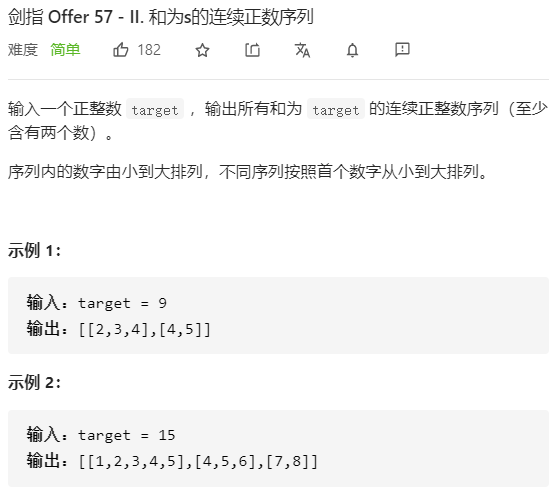 剑指 Offer 57 - II. 和为s的连续正数序列
难度 简单 182
输入一个正整数 target ，输出所有和为 target 的连续正整数序列（至少
含有两个数）。
序列内的数字由小到大排列，不同序列按照首个数字从小到大排列。
示例 1：
输入：target = 9
输出：[[2,3,4],[4,5]]
示例 2：
输入：target = 15
输出：[[1,2,3,4,5],[4,5,6],[7,8]]